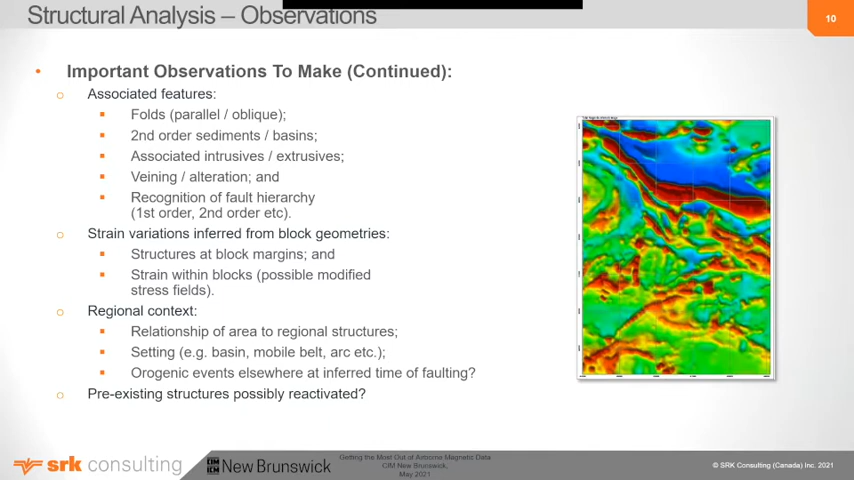 Structural Analysis – Observations
10
• Important Observations To Make (Continued):
o Associated features:
▪ Folds (parallel / oblique);
▪ 2nd order sediments / basins;
▪ Associated intrusives / extrusives;
▪ Veining / alteration; and
▪ Recognition of fault hierarchy
(1st order, 2nd order etc).
o Strain variations inferred from block geometries:
▪ Structures at block margins; and
▪ Strain within blocks (possible modified
stress fields).
o Regional context:
▪ Relationship of area to regional structures;
▪ Setting (e.g. basin, mobile belt, arc etc.);
▪ Orogenic events elsewhere at inferred time of faulting?
o Pre-existing structures possibly reactivated?
srk consulting
CIM
ICM
New Brunswick
Getting the Most Out of Airborne Magnetic Data
CIM New Brunswick,
May 2021
© SRK Consulting (Canada) Inc. 2021